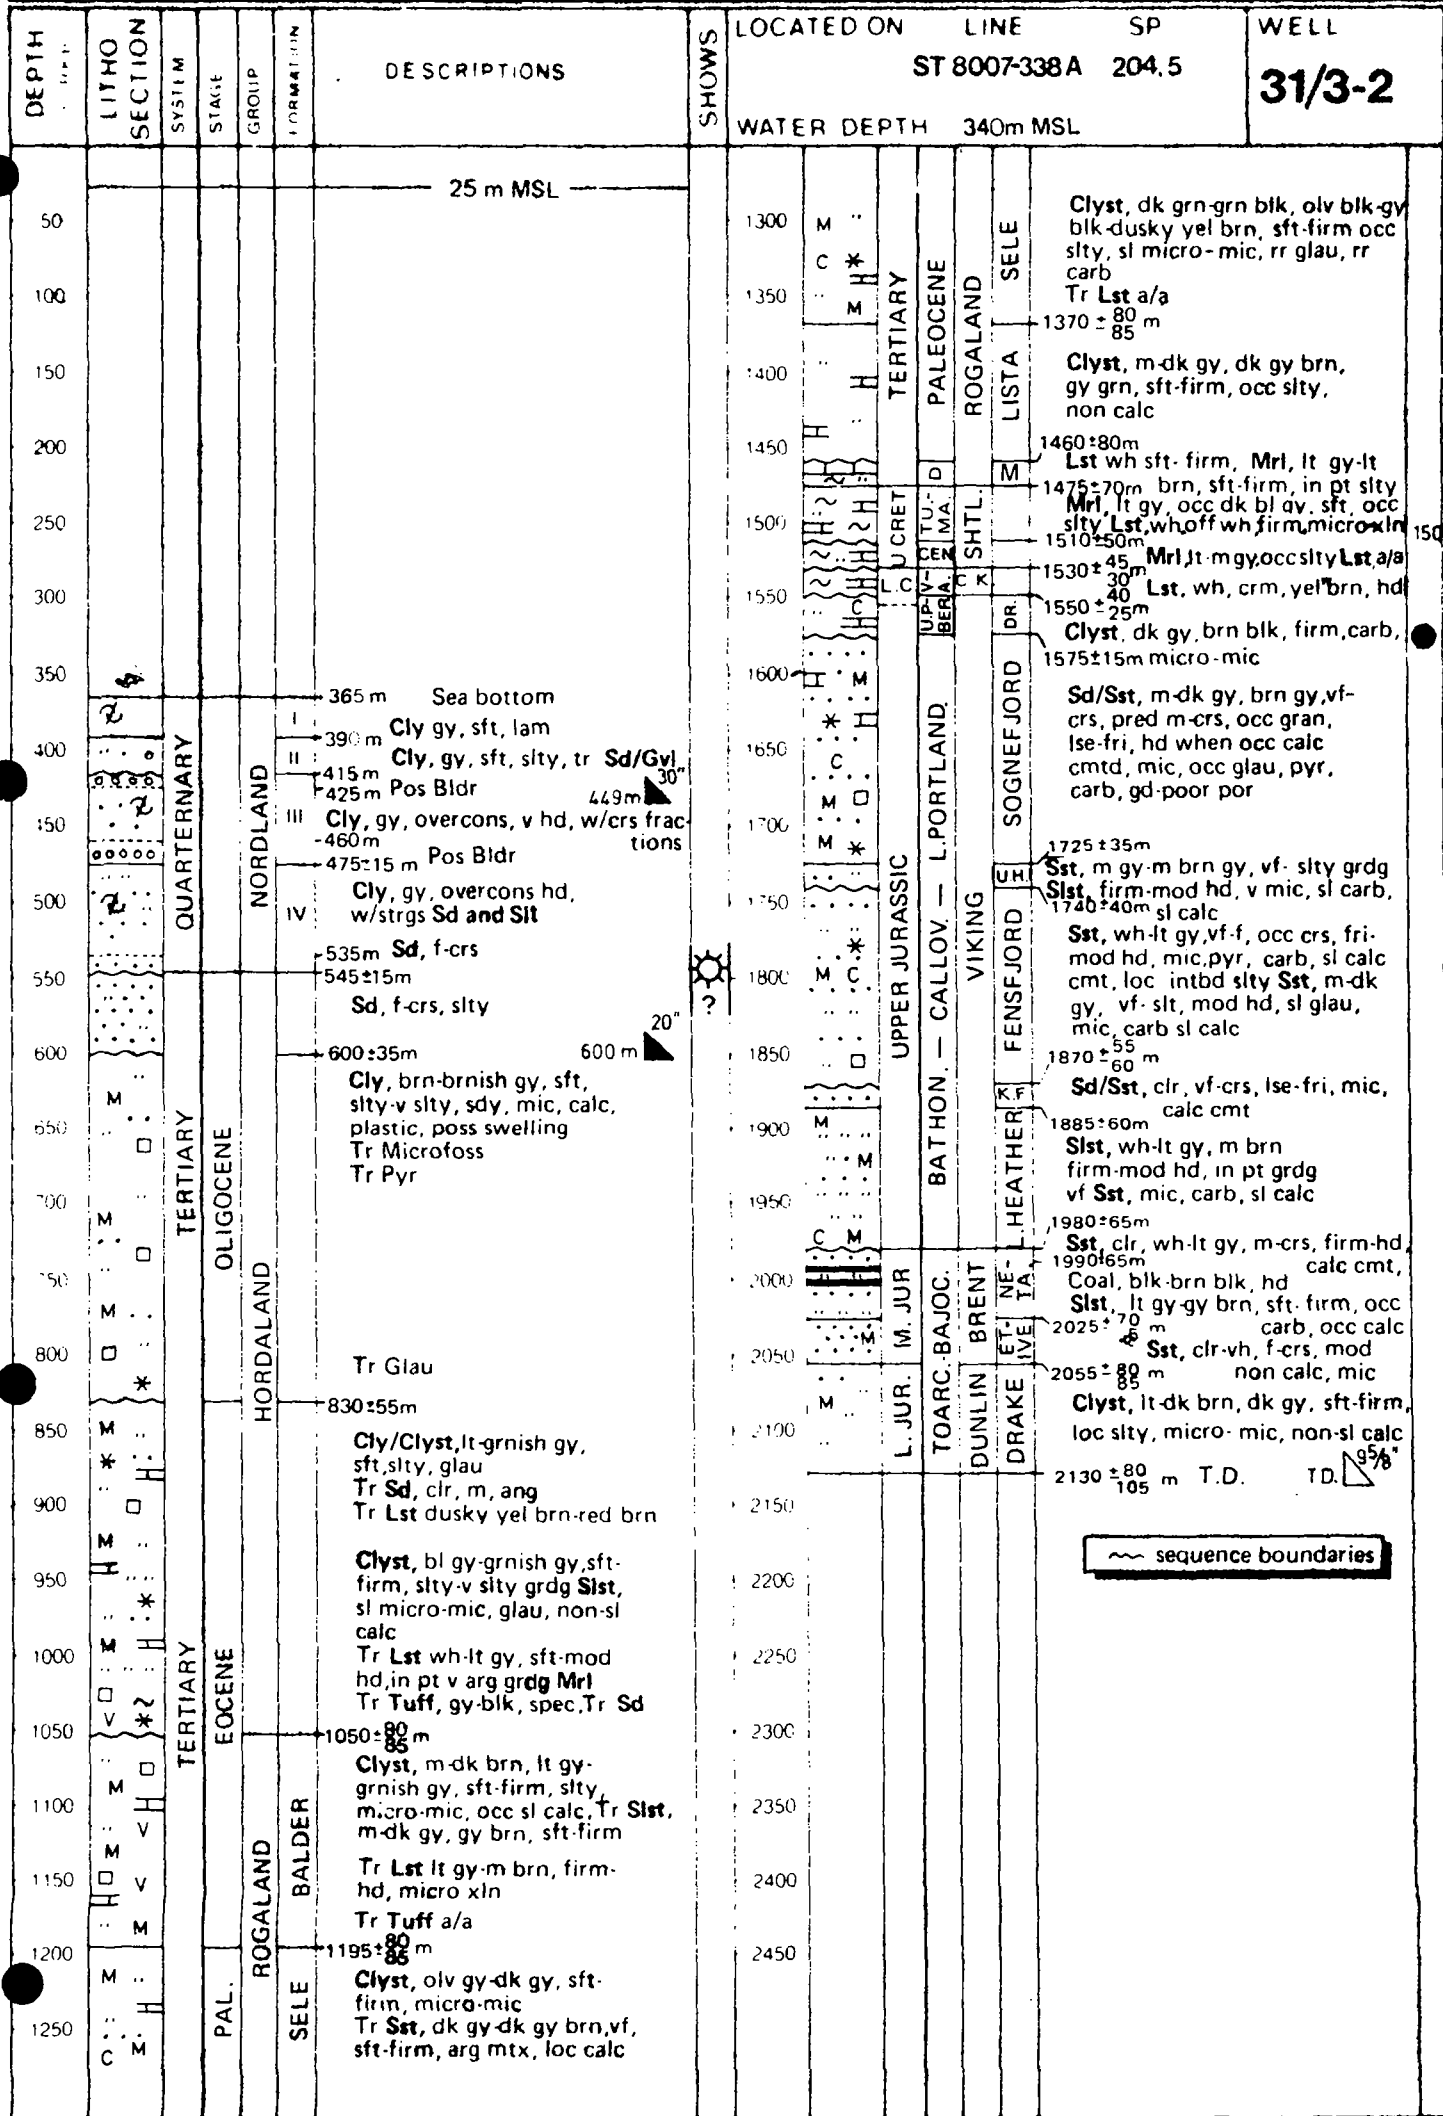 DEPTH
LITHO SECTION
SYSTEM
STAGE
GROUP
FORMATION
DESCRIPTIONS
SHOWS
LOCATED ON LINE SP
ST 8007-338A 204.5
WATER DEPTH 340m MSL
WELL
31/3-2
25 m MSL
50
100
150
200
250
300
350
400
450
500
550
600
650
700
750
800
850
900
950
1000
1050
1100
1150
1200
1250
QUARTERNARY
TERTIARY
TERTIARY
OLIGOCENE
EOCENE
PAL.
NORDLAND
HORDALAND
ROGALAND
I
II
III
IV
BALDER
SELE
365 m Sea bottom
Cly gy, sft, lam
390 m
Cly, gy, sft, slty, tr Sd/Gvl
415 m
30"
425 m Pos Bldr
449m
Cly, gy, overcons, v hd, w/crs frac-
460m tions
475±15 m Pos Bldr
Cly, gy, overcons hd,
w/strgs Sd and Slt
535m Sd, f-crs
545±15m
Sd, f-crs, slty
?
20"
600±35m 600 m
Cly, brn-brnish gy, sft,
slty-v slty, sdy, mic, calc,
plastic, poss swelling
Tr Microfoss
Tr Pyr
Tr Glau
830±55m
Cly/Clyst, lt-grnish gy,
sft, slty, glau
Tr Sd, clr, m, ang
Tr Lst dusky yel brn-red brn
Clyst, bl gy-grnish gy, sft-
firm, slty-v slty grdg Slst,
sl micro-mic, glau, non-sl
calc
Tr Lst wh-lt gy, sft-mod
hd, in pt v arg grdg Mrl
Tr Tuff, gy-blk, spec, Tr Sd
1050± 80 m
85
Clyst, m-dk brn, lt gy-
grnish gy, sft-firm, slty,
micro-mic, occ sl calc, Tr Slst,
m-dk gy, gy brn, sft-firm
Tr Lst lt gy-m brn, firm-
hd, micro xln
Tr Tuff a/a
1195± 80 m
85
Clyst, olv gy-dk gy, sft-
firm, micro-mic
Tr Sst, dk gy-dk gy brn, vf,
sft-firm, arg mtx, loc calc
1300
1350
1400
1450
1500
1550
1600
1650
1700
1750
1800
1850
1900
1950
2000
2050
2100
2150
2200
2250
2300
2350
2400
2450
TERTIARY
U CRET
L.C
UPPER JURASSIC
M. JUR
L. JUR.
PALEOCENE
D
TU.-MA.
CEN
V-
U.P-
BERA.
BATHON. — CALLOV. — L.PORTLAND.
TOARC.-BAJOC.
ROGALAND
SHTL.
C K
VIKING
BRENT
DUNLIN
SELE
LISTA
M
DR.
SOGNEFJORD
U.H.
FENSFJORD
K.F
L.HEATHER
NE-TA
ET-IVE
DRAKE
Clyst, dk grn-grn blk, olv blk-gy
blk-dusky yel brn, sft-firm occ
slty, sl micro-mic, rr glau, rr
carb
Tr Lst a/a
1370 ± 80 m
85
Clyst, m-dk gy, dk gy brn,
gy grn, sft-firm, occ slty,
non calc
1460±80m
Lst wh sft-firm, Mrl, lt gy-lt
1475±70m brn, sft-firm, in pt slty
Mrl, lt gy, occ dk bl gy, sft, occ
slty Lst, wh, off wh firm, micro-xln
150
1510±50m
Mrl, lt-m gy, occ slty Lst, a/a
1530± 45 m
30
Lst, wh, crm, yel brn, hd
1550 ± 40 m
25
Clyst, dk gy, brn blk, firm, carb,
1575±15m micro-mic
Sd/Sst, m-dk gy, brn gy, vf-
crs, pred m-crs, occ gran,
lse-fri, hd when occ calc
cmtd, mic, occ glau, pyr,
carb, gd-poor por
1725±35m
Sst, m gy-m brn gy, vf- slty grdg
Slst, firm-mod hd, v mic, sl carb,
1740±40m sl calc
Sst, wh-lt gy, vf-f, occ crs, fri-
mod hd, mic, pyr, carb, sl calc
cmt, loc intbd slty Sst, m-dk
gy, vf- slt, mod hd, sl glau,
mic, carb sl calc
1870 ± 55 m
60
Sd/Sst, clr, vf-crs, lse-fri, mic,
calc cmt
1885±60m
Slst, wh-lt gy, m brn
firm-mod hd, in pt grdg
vf Sst, mic, carb, sl calc
1980±65m
Sst, clr, wh-lt gy, m-crs, firm-hd,
1990±65m calc cmt,
Coal, blk-brn blk, hd
Slst, lt gy-gy brn, sft-firm, occ
2025± 70 m carb, occ calc
Sst, clr-vh, f-crs, mod
2055± 80 m non calc, mic
85
Clyst, lt-dk brn, dk gy, sft-firm,
loc slty, micro-mic, non-sl calc
9⅝"
2130 ± 80 m T.D. T.D.
105
sequence boundaries